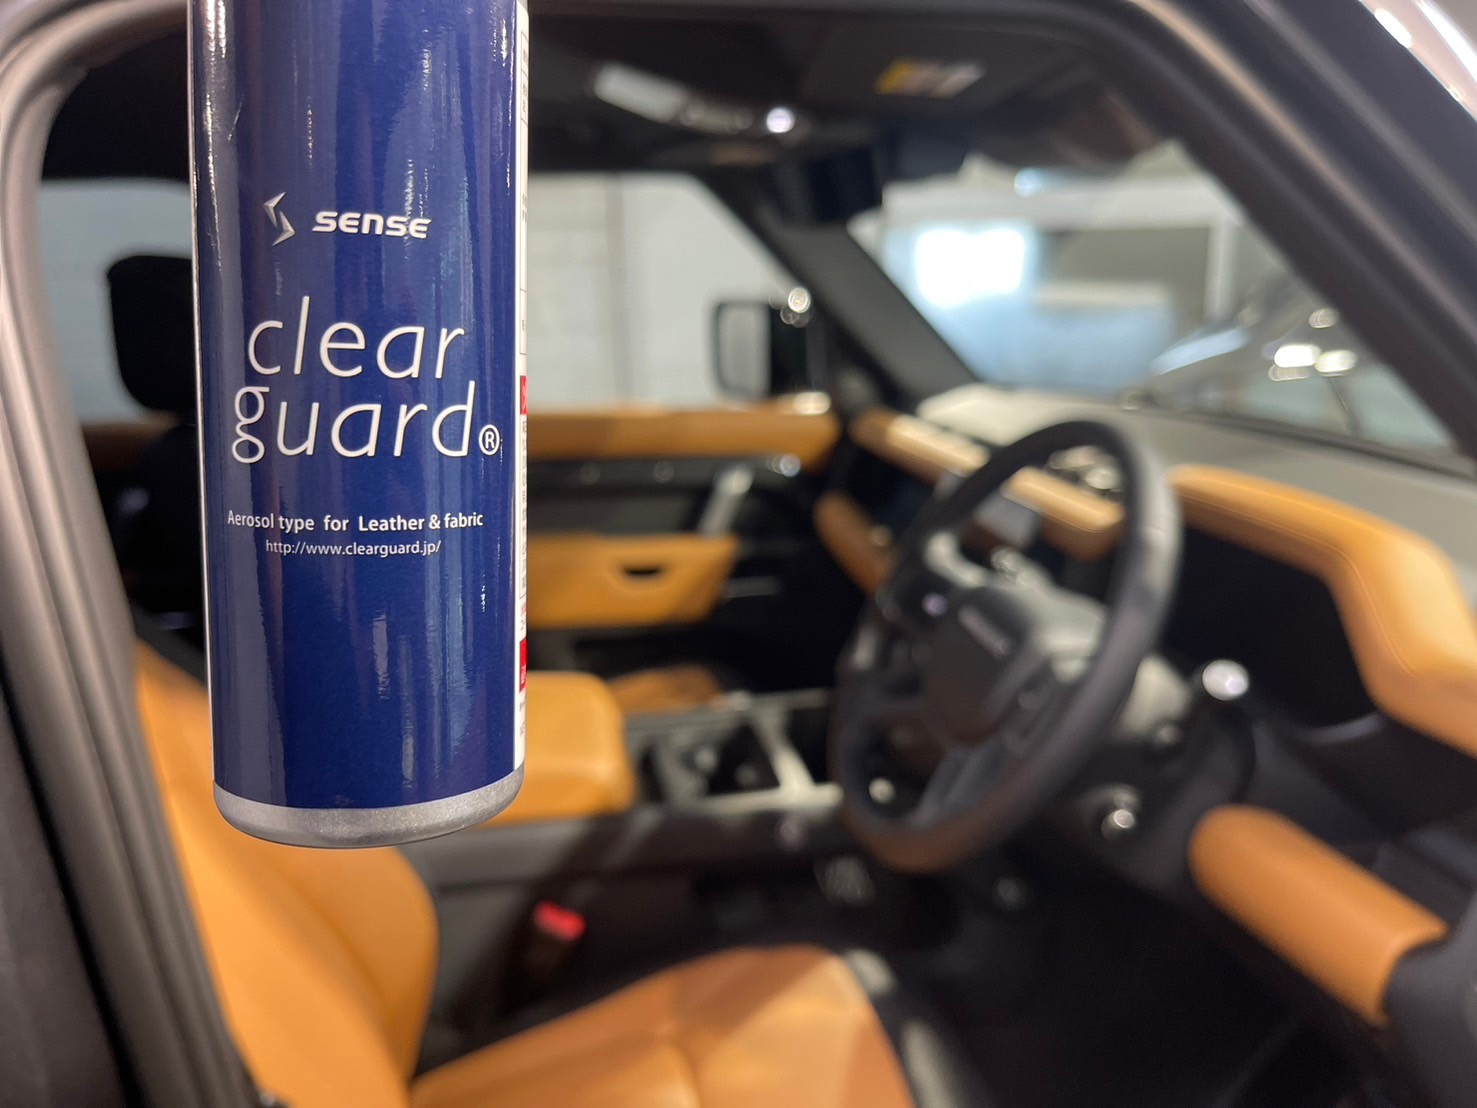 SENSE
clear
guard®
Aerosol type for Leather & fabric
http://www.clearguard.jp/